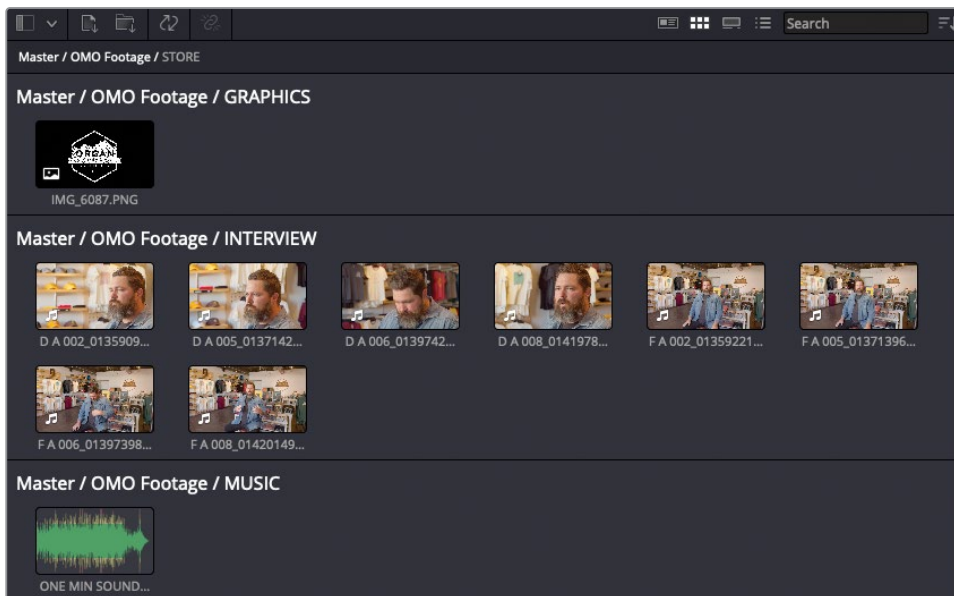 Search
Master / OMO Footage / STORE
Master / OMO Footage / GRAPHICS
ORGAN
IMG_6087.PNG
Master / OMO Footage / INTERVIEW
D A 002_0135909... D A 005_0137142... D A 006_0139742... D A 008_0141978... F A 002_01359221... F A 005_01371396...
F A 006_01397398... F A 008_01420149...
Master / OMO Footage / MUSIC
ONE MIN SOUND...